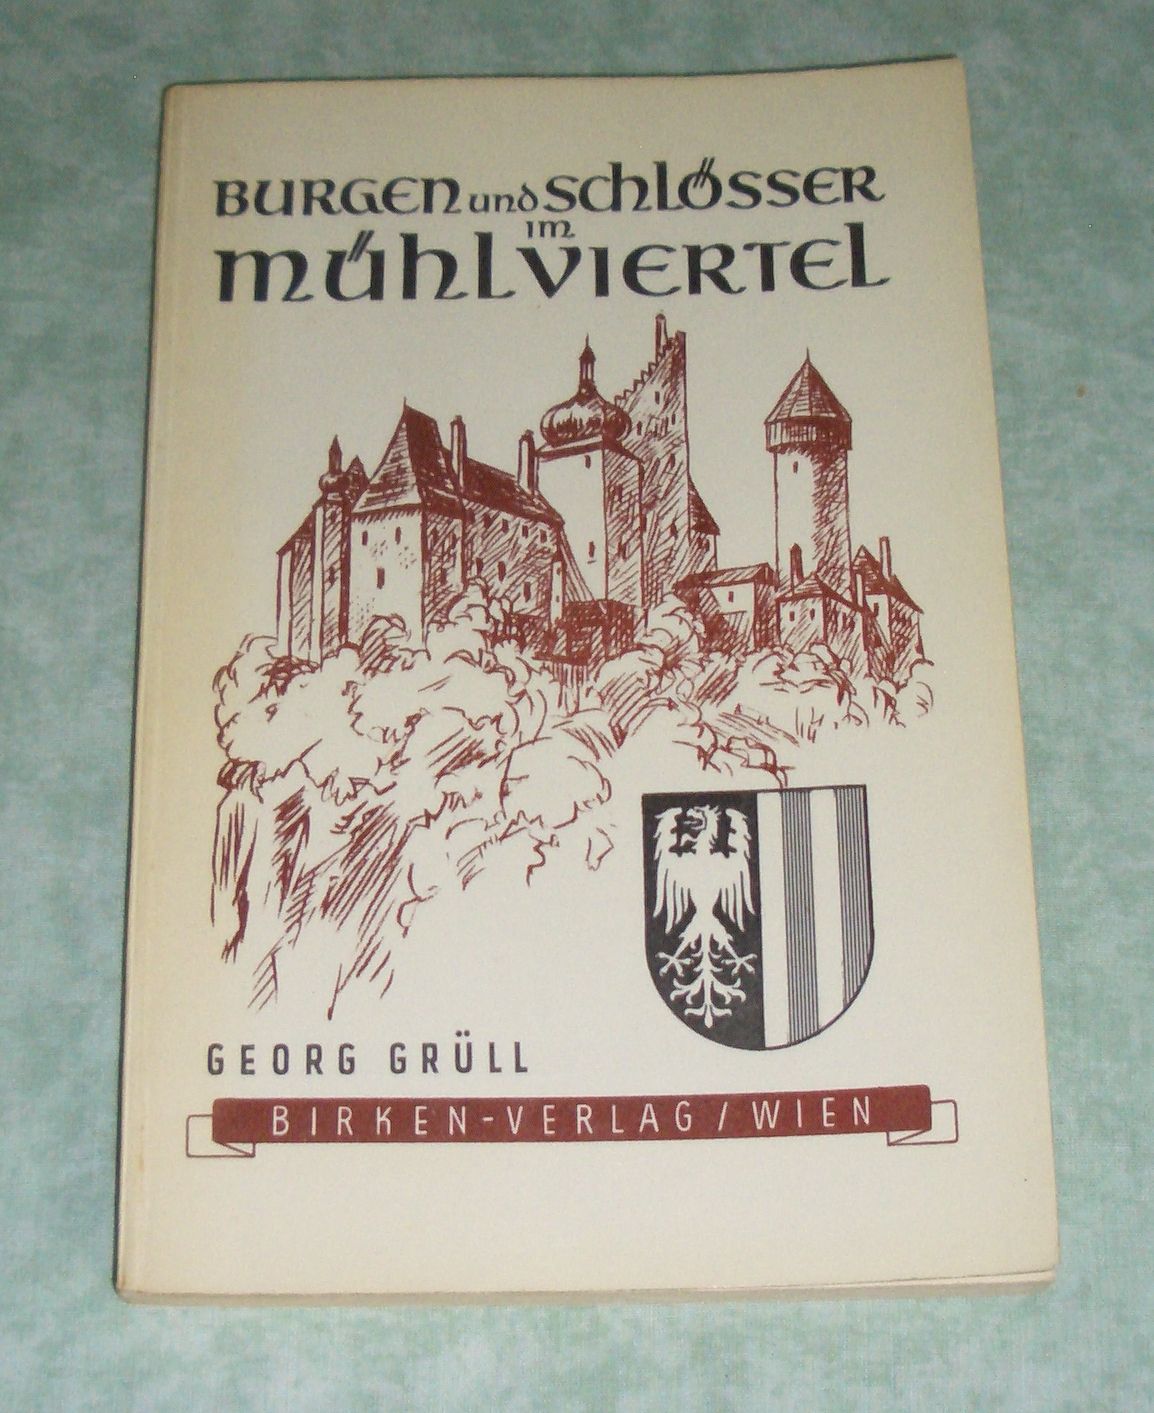 BURGEN und SCHLÖSSER
IM
MÜHLVIERTEL
GEORG GRÜLL
BIRKEN-VERLAG / WIEN